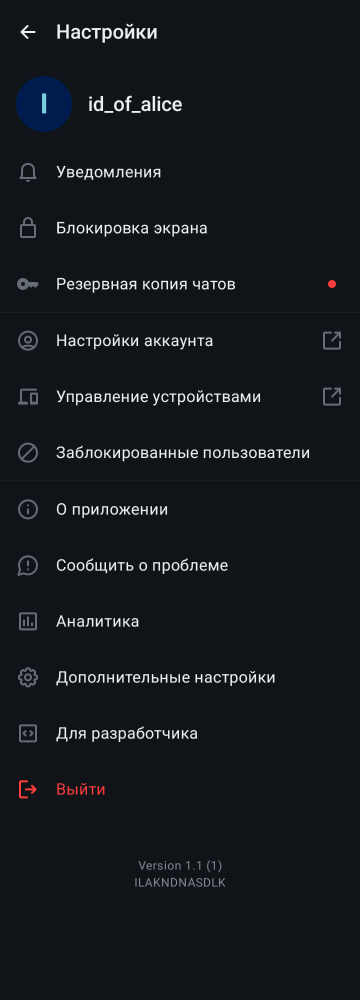 Настройки
I
id_of_alice
Уведомления
Блокировка экрана
Резервная копия чатов
Настройки аккаунта
Управление устройствами
Заблокированные пользователи
О приложении
Сообщить о проблеме
Аналитика
Дополнительные настройки
Для разработчика
Выйти
Version 1.1 (1)
ILAKNDNASDLK